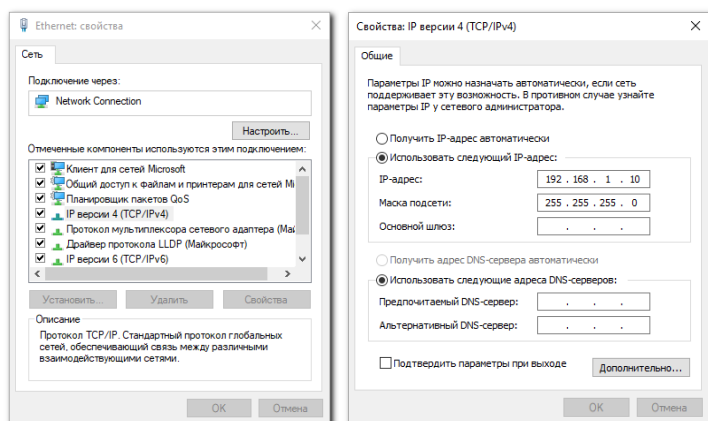 Ethernet: свойства
Сеть
Подключение через:
Network Connection
Настроить...
Отмеченные компоненты используются этим подключением:
Клиент для сетей Microsoft
Общий доступ к файлам и принтерам для сетей Mi
Планировщик пакетов QoS
IP версии 4 (TCP/IPv4)
Протокол мультиплексора сетевого адаптера (Май
Драйвер протокола LLDP (Майкрософт)
IP версии 6 (TCP/IPv6)
Установить...
Удалить
Свойства
Описание
Протокол TCP/IP. Стандартный протокол глобальных
сетей, обеспечивающий связь между различными
взаимодействующими сетями.
OK
Отмена
Свойства: IP версии 4 (TCP/IPv4)
Общие
Параметры IP можно назначать автоматически, если сеть
поддерживает эту возможность. В противном случае узнайте
параметры IP у сетевого администратора.
Получить IP-адрес автоматически
Использовать следующий IP-адрес:
IP-адрес:
192 . 168 . 1 . 10
Маска подсети:
255 . 255 . 255 . 0
Основной шлюз:
. . .
Получить адрес DNS-сервера автоматически
Использовать следующие адреса DNS-серверов:
Предпочитаемый DNS-сервер:
. . .
Альтернативный DNS-сервер:
. . .
Подтвердить параметры при выходе
Дополнительно...
OK
Отмена